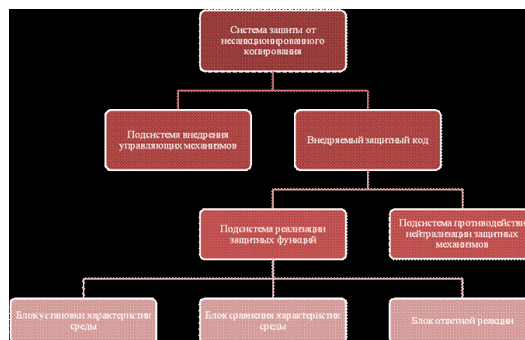 Система защиты от
несанкционированного
копирования
Подсистема внедрения
управляющих механизмов
Внедряемый защитный код
Подсистема реализации
защитных функций
Подсистема противодействия
нейтрализации защитных
механизмов
Блок установки характеристик
среды
Блок сравнения характеристик
среды
Блок ответной реакции